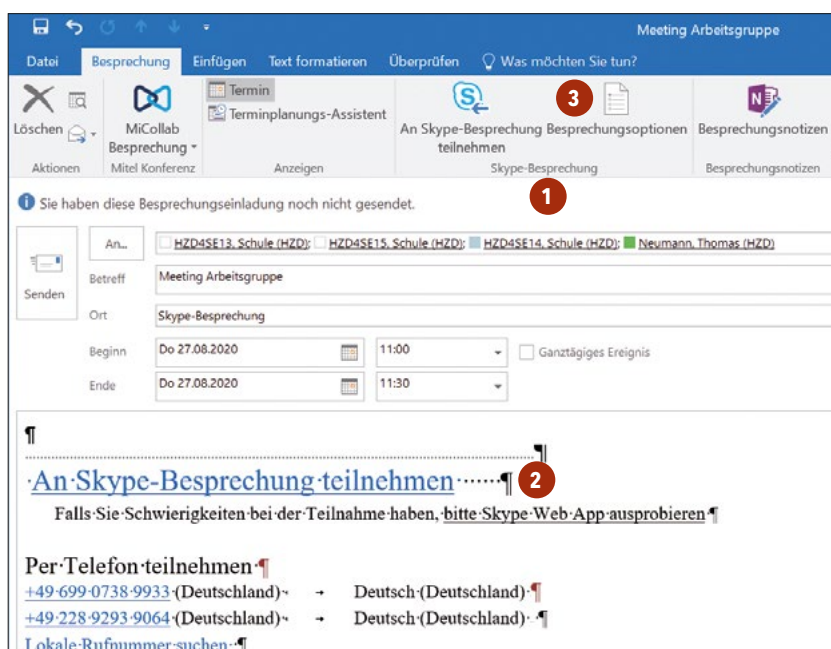 Meeting Arbeitsgruppe
Datei Besprechung Einfügen Text formatieren Überprüfen Was möchten Sie tun?
Termin
Terminplanungs-Assistent
Löschen
MiCollab
Besprechung
An Skype-Besprechung
teilnehmen
3
Besprechungsoptionen
N
Besprechungsnotizen
Aktionen Mitel Konferenz Anzeigen Skype-Besprechung Besprechungsnotizen
1
Sie haben diese Besprechungseinladung noch nicht gesendet.
Senden
An... HZD4SE13. Schule (HZD); HZD4SE15. Schule (HZD); HZD4SE14. Schule (HZD); Neumann, Thomas (HZD)
Betreff Meeting Arbeitsgruppe
Ort Skype-Besprechung
Beginn Do 27.08.2020 11:00 Ganztägiges Ereignis
Ende Do 27.08.2020 11:30
¶
¶
·An·Skype-Besprechung·teilnehmen·······¶ 2
Falls·Sie·Schwierigkeiten·bei·der·Teilnahme·haben,·bitte·Skype·Web·App·ausprobieren·¶
Per·Telefon·teilnehmen·¶
+49·699·0738·9933·(Deutschland)· → Deutsch·(Deutschland)·¶
+49·228·9293·9064·(Deutschland)· → Deutsch·(Deutschland)··¶
Lokale·Rufnummer·suchen··¶